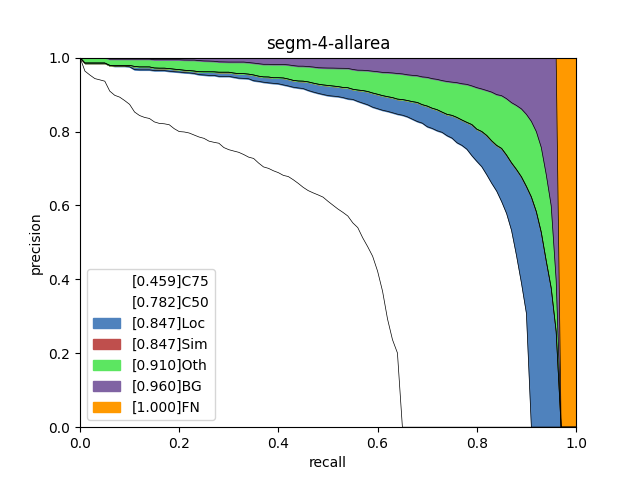 segm-4-allarea
1.0
0.8
0.6
0.4
0.2
0.0
precision
[0.459]C75
[0.782]C50
[0.847]Loc
[0.847]Sim
[0.910]Oth
[0.960]BG
[1.000]FN
0.0 0.2 0.4 0.6 0.8 1.0
recall